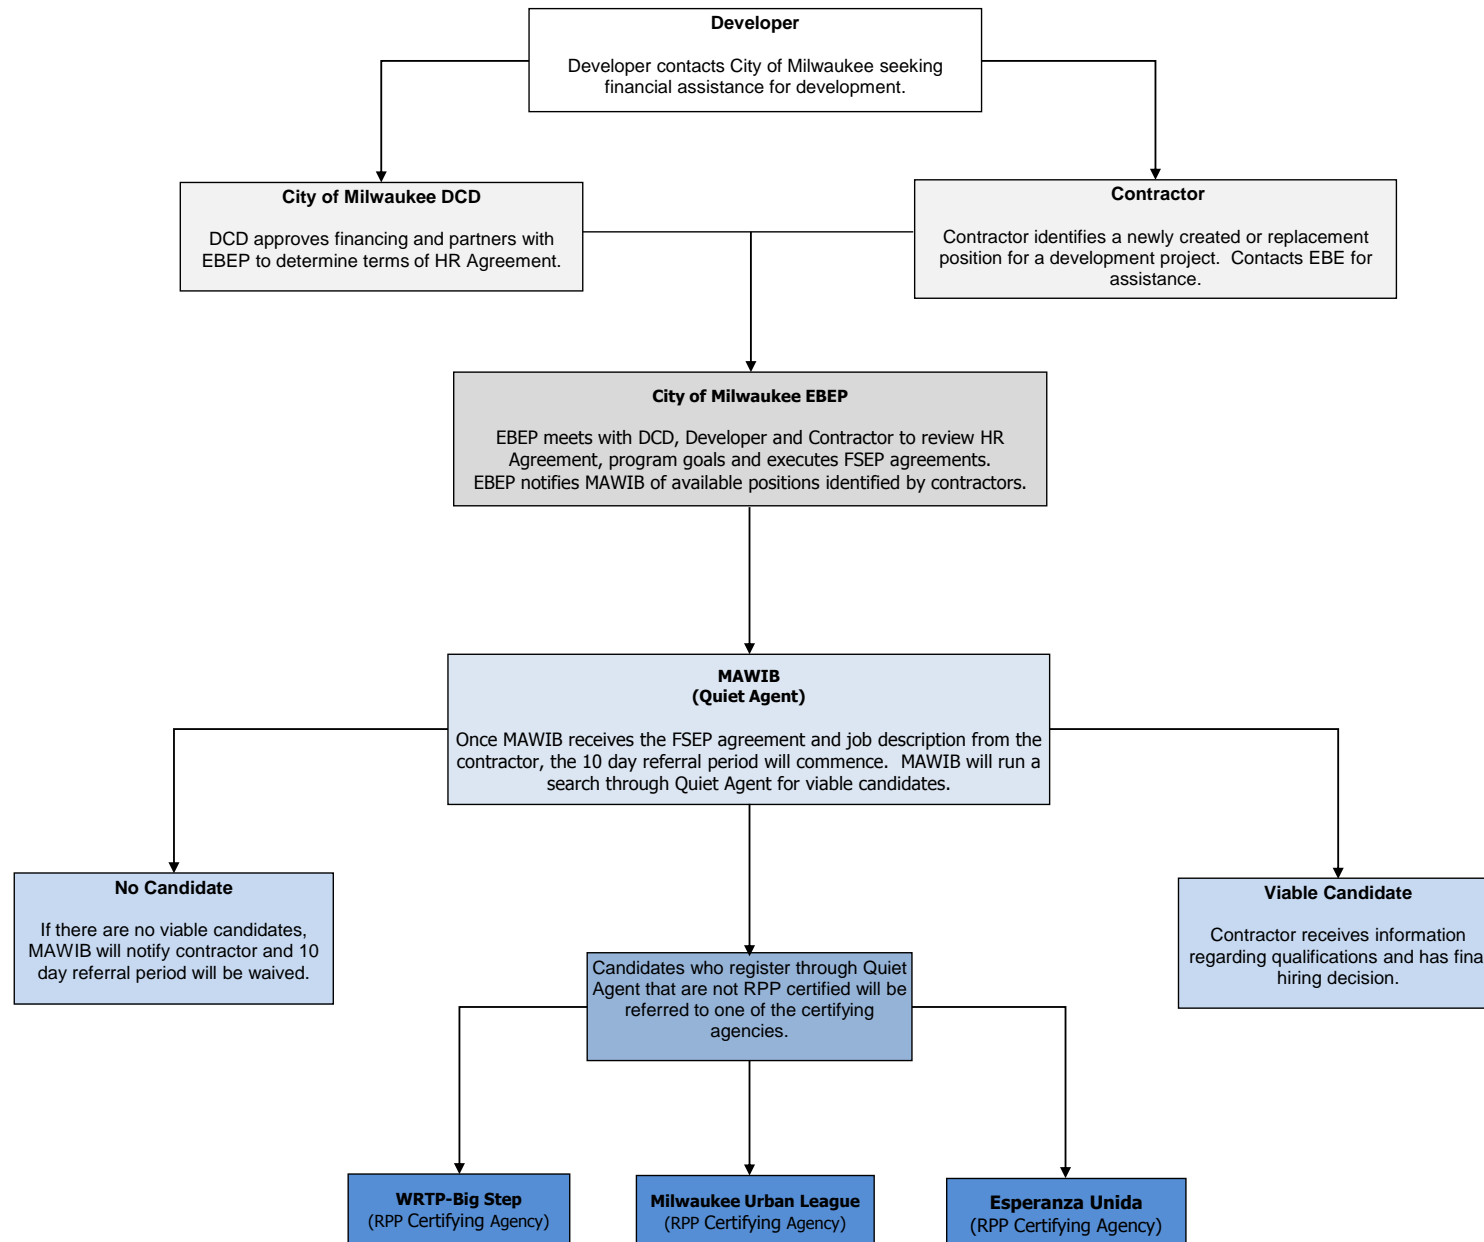 Developer
Developer contacts City of Milwaukee seeking
financial assistance for development.
City of Milwaukee DCD
DCD approves financing and partners with
EBEP to determine terms of HR Agreement.
Contractor
Contractor identifies a newly created or replacement
position for a development project.  Contacts EBE for
assistance.
City of Milwaukee EBEP
EBEP meets with DCD, Developer and Contractor to review HR
Agreement, program goals and executes FSEP agreements.
EBEP notifies MAWIB of available positions identified by contractors.
MAWIB
(Quiet Agent)
Once MAWIB receives the FSEP agreement and job description from the
contractor, the 10 day referral period will commence.  MAWIB will run a
search through Quiet Agent for viable candidates.
No Candidate
If there are no viable candidates,
MAWIB will notify contractor and 10
day referral period will be waived.
Viable Candidate
Contractor receives information
regarding qualifications and has fina
hiring decision.
Candidates who register through Quiet
Agent that are not RPP certified will be
referred to one of the certifying
agencies.
WRTP-Big Step
(RPP Certifying Agency)
Milwaukee Urban League
(RPP Certifying Agency)
Esperanza Unida
(RPP Certifying Agency)